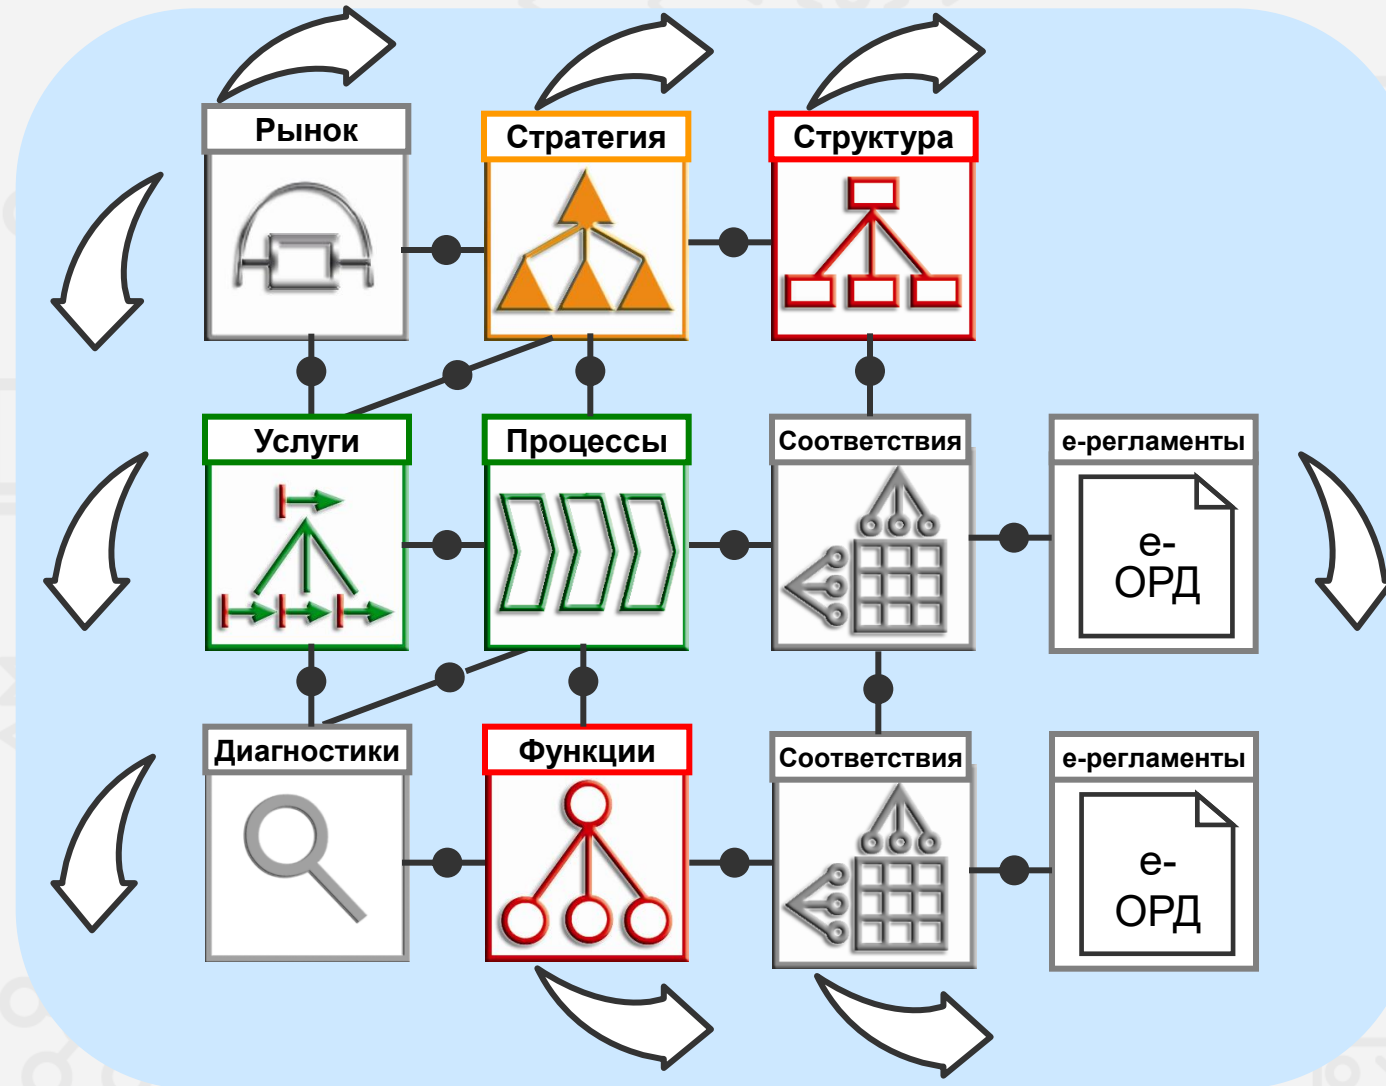 Рынок
Стратегия
Структура
Услуги
Процессы
Соответствия
е-регламенты
е-
ОРД
Диагностики
Функции
Соответствия
е-регламенты
е-
ОРД